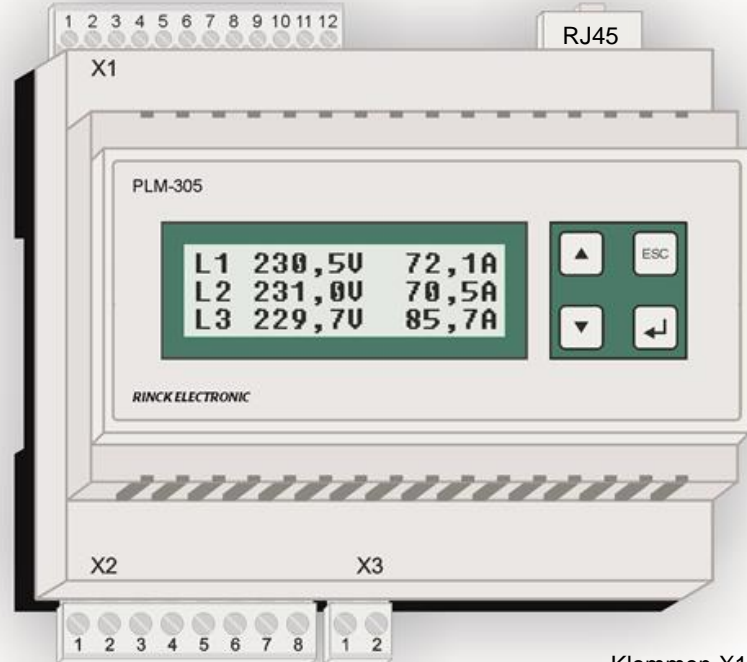 1 2 3 4 5 6 7 8 9 10 11 12
RJ45
X1
PLM-305
L1 230,5V 72,1A
L2 231,0V 70,5A
L3 229,7V 85,7A
ESC
RINCK ELECTRONIC
X2 X3
1 2 3 4 5 6 7 8 1 2
Klemmen X1